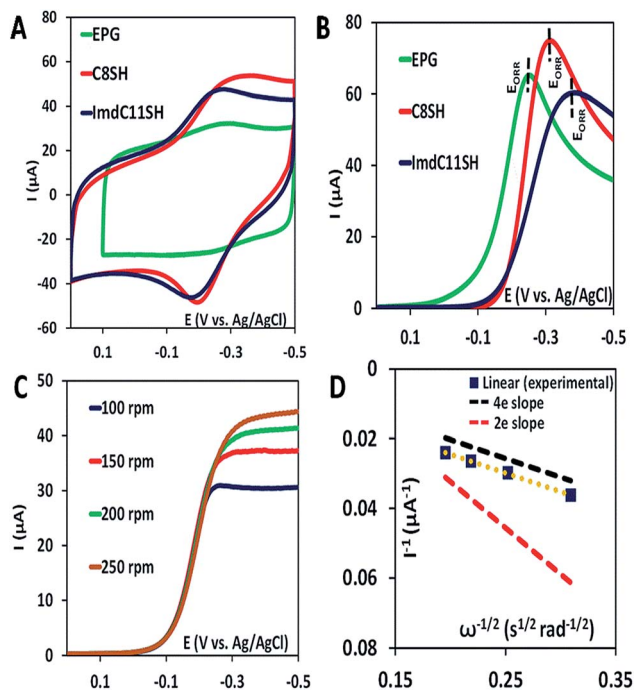 A
80
60
40
20
0
-20
-40
-60
I (μA)
EPG
C8SH
ImdC11SH
E (V vs. Ag/AgCl)
0.1 -0.1 -0.3 -0.5
B
80
60
40
20
0
I (μA)
EPG
C8SH
ImdC11SH
E_ORR
E_ORR
E_ORR
E (V vs. Ag/AgCl)
0.1 -0.1 -0.3 -0.5
C
50
40
30
20
10
0
I (μA)
100 rpm
150 rpm
200 rpm
250 rpm
E (V vs. Ag/AgCl)
0.1 -0.1 -0.3 -0.5
D
0
0.02
0.04
0.06
0.08
I⁻¹ (μA⁻¹)
Linear (experimental)
4e slope
2e slope
ω^-1/2 (s^1/2 rad^-1/2)
0.15 0.25 0.35